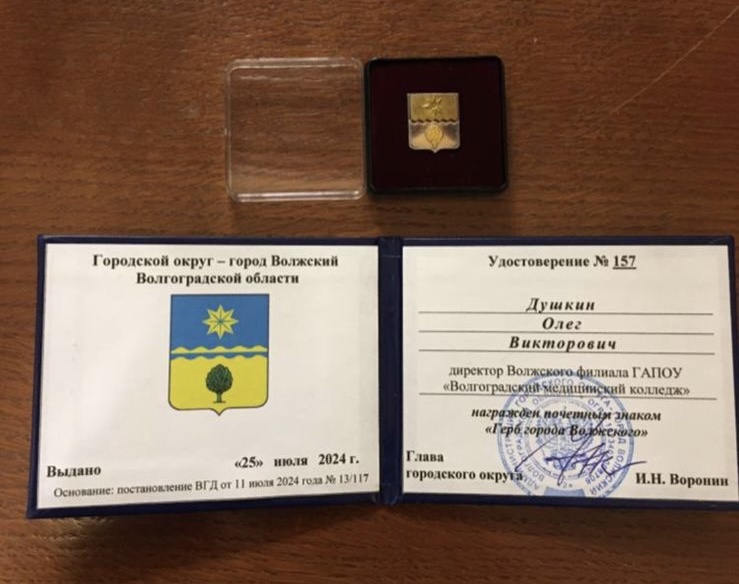 Городской округ – город Волжский
Волгоградской области
Выдано
«25» июля 2024 г.
Основание: постановление ВГД от 11 июля 2024 года № 13/117
Удостоверение № 157
Душкин
Олег
Викторович
директор Волжского филиала ГАПОУ
«Волгоградский медицинский колледж»
награжден почетным знаком
«Герб города Волжского»
Глава
городского округа
И.Н. Воронин